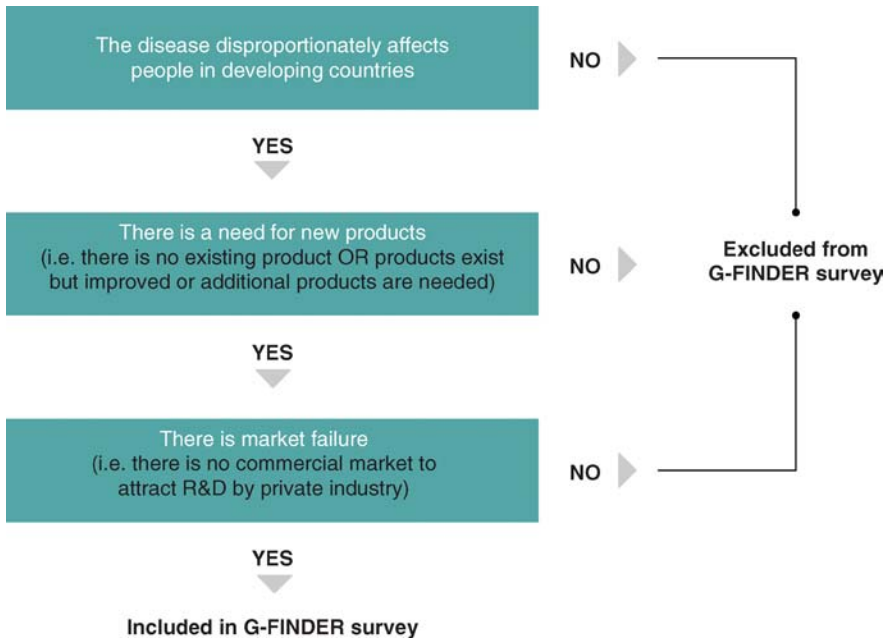 The disease disproportionately affects
people in developing countries
NO
YES
There is a need for new products
(i.e. there is no existing product OR products exist
but improved or additional products are needed)
NO
Excluded from
G-FINDER survey
YES
There is market failure
(i.e. there is no commercial market to
attract R&D by private industry)
NO
YES
Included in G-FINDER survey